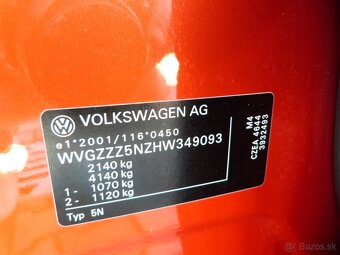 VOLKSWAGEN AG
e1*2001/116*0450
WVGZZZ5NZHW349093
2140 kg
4140 kg
1- 1070 kg
2- 1120 kg
Typ 5N
M4
CZEA 4644
3932493
© bazos.sk